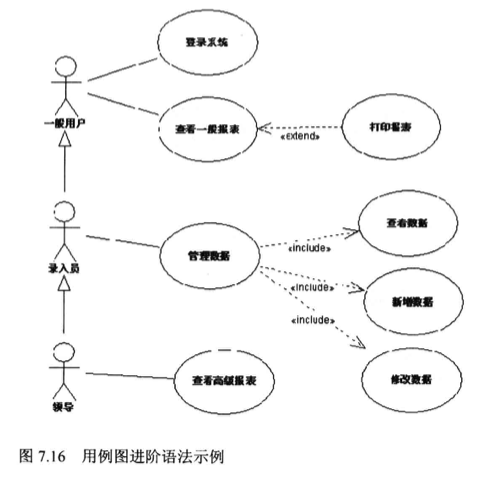 登录系统
一般用户
查看一般报表
«extend»
打印报表
录入员
管理数据
«include»
查看数据
«include»
新增数据
«include»
修改数据
领导
查看高级报表
图 7.16 用例图进阶语法示例